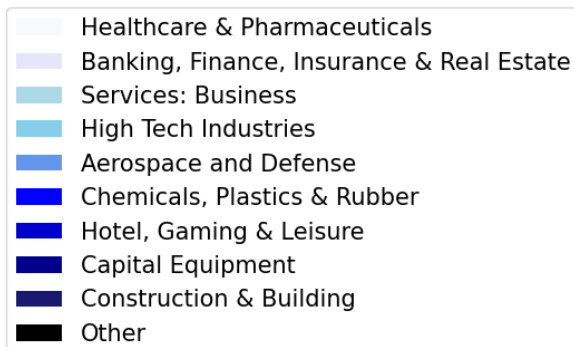 Healthcare & Pharmaceuticals
Banking, Finance, Insurance & Real Estate
Services: Business
High Tech Industries
Aerospace and Defense
Chemicals, Plastics & Rubber
Hotel, Gaming & Leisure
Capital Equipment
Construction & Building
Other